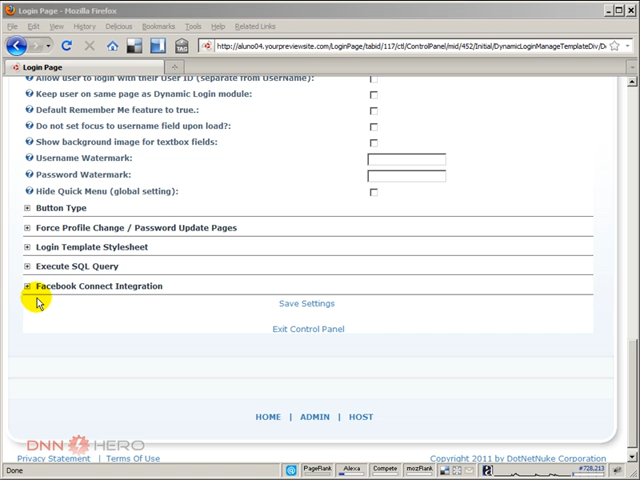 Login Page - Mozilla Firefox
File Edit View History Delicious Bookmarks Tools Help Related Links
http://aluno04.yourpreviewsite.com/LoginPage/tabid/117/ctl/ControlPanel/mid/452/Initial/DynamicLoginManageTemplateDiv/Do
Login Page
Allow user to login with their User ID (separate from UserName):
Keep user on same page as Dynamic Login module:
Default Remember Me feature to true.:
Do not set focus to username field upon load?:
Show background image for textbox fields:
Username Watermark:
Password Watermark:
Hide Quick Menu (global setting):
Button Type
Force Profile Change / Password Update Pages
Login Template Stylesheet
Execute SQL Query
Facebook Connect Integration
Save Settings
Exit Control Panel
HOME | ADMIN | HOST
DNN HERO
Privacy Statement | Terms Of Use
Copyright 2011 by DotNetNuke Corporation
Done
PageRank
Alexa
Compete
mozRank
#728,213